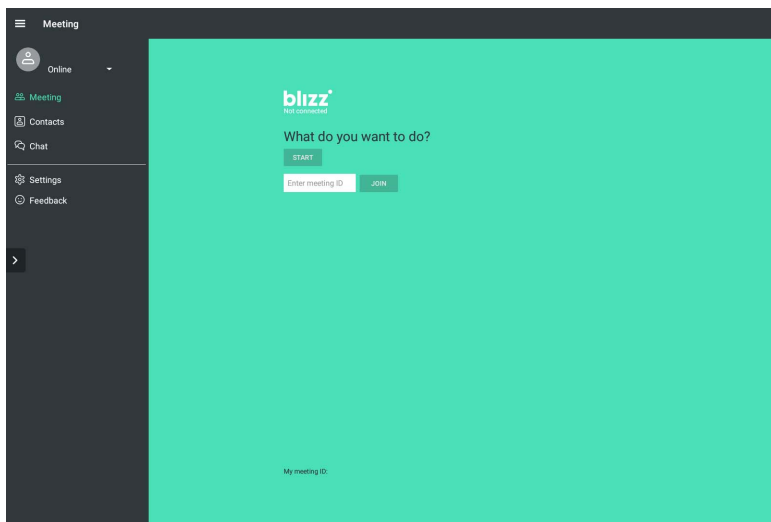 Meeting
Online
Meeting
Contacts
Chat
Settings
Feedback
blizz
Not connected
What do you want to do?
START
Enter meeting ID
JOIN
My meeting ID: